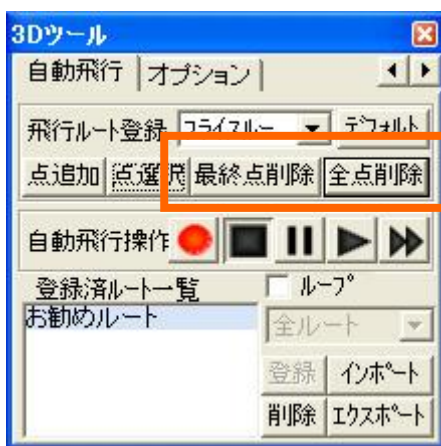 3Dツール
自動飛行 オプション
飛行ルート登録 フライスルー デフォルト
点追加 点選択 最終点削除 全点削除
自動飛行操作
登録済ルート一覧 ループ
お勧めルート 全ルート
登録 インポート
削除 エクスポート